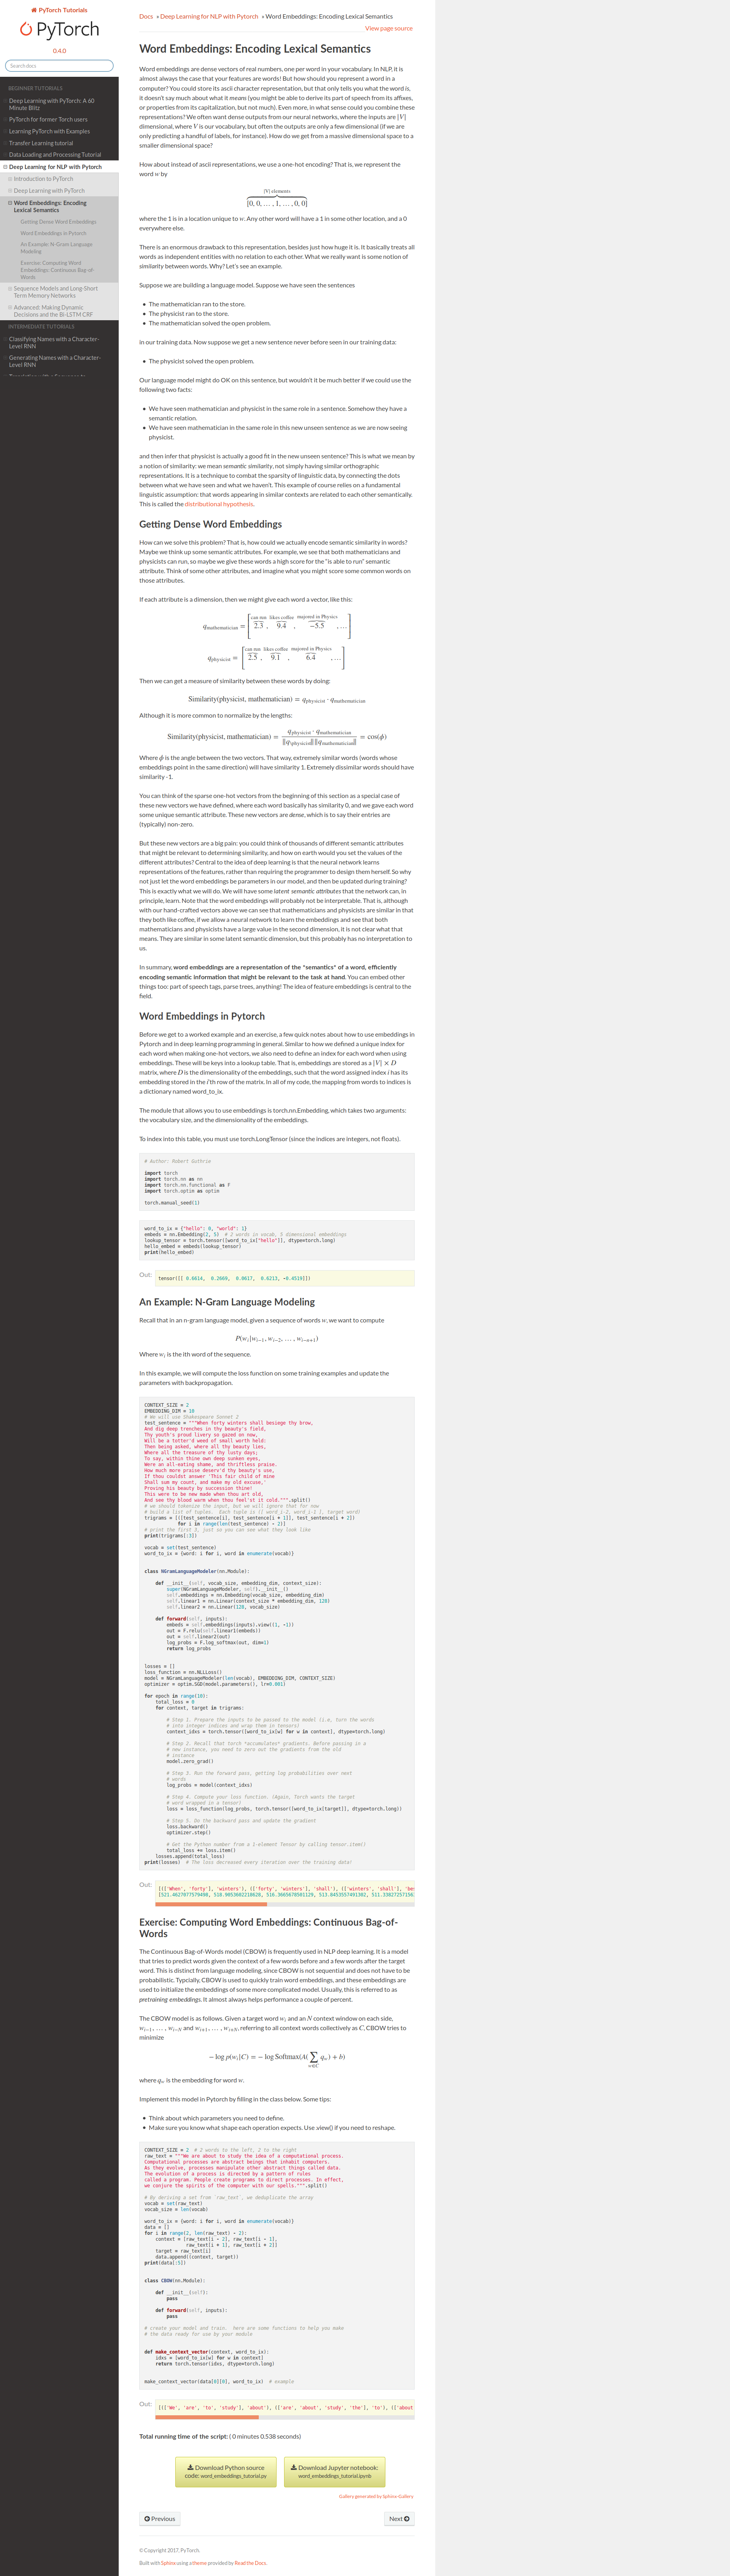 PyTorch Tutorials
PyTorch
0.4.0
Search docs
BEGINNER TUTORIALS
Deep Learning with PyTorch: A 60
Minute Blitz
PyTorch for former Torch users
Learning PyTorch with Examples
Transfer Learning tutorial
Data Loading and Processing Tutorial
Deep Learning for NLP with Pytorch
Introduction to PyTorch
Deep Learning with PyTorch
Word Embeddings: Encoding
Lexical Semantics
Getting Dense Word Embeddings
Word Embeddings in Pytorch
An Example: N-Gram Language
Modeling
Exercise: Computing Word
Embeddings: Continuous Bag-of-
Words
Sequence Models and Long-Short
Term Memory Networks
Advanced: Making Dynamic
Decisions and the Bi-LSTM CRF
INTERMEDIATE TUTORIALS
Classifying Names with a Character-
Level RNN
Generating Names with a Character-
Level RNN
Docs » Deep Learning for NLP with Pytorch » Word Embeddings: Encoding Lexical Semantics
View page source
Word Embeddings: Encoding Lexical Semantics
Word embeddings are dense vectors of real numbers, one per word in your vocabulary. In NLP, it is
almost always the case that your features are words! But how should you represent a word in a
computer? You could store its ascii character representation, but that only tells you what the word is,
it doesn't say much about what it means (you might be able to derive its part of speech from its affixes,
or properties from its capitalization, but not much). Even more, in what sense could you combine these
representations? We often want dense outputs from our neural networks, where the inputs are |V|
dimensional, where V is our vocabulary, but often the outputs are only a few dimensional (if we are
only predicting a handful of labels, for instance). How do we get from a massive dimensional space to a
smaller dimensional space?
How about instead of ascii representations, we use a one-hot encoding? That is, we represent the
word w by
|V| elements
[0, 0, …, 1, …, 0, 0]
where the 1 is in a location unique to w. Any other word will have a 1 in some other location, and a 0
everywhere else.
There is an enormous drawback to this representation, besides just how huge it is. It basically treats all
words as independent entities with no relation to each other. What we really want is some notion of
similarity between words. Why? Let's see an example.
Suppose we are building a language model. Suppose we have seen the sentences
The mathematician ran to the store.
The physicist ran to the store.
The mathematician solved the open problem.
in our training data. Now suppose we get a new sentence never before seen in our training data:
The physicist solved the open problem.
Our language model might do OK on this sentence, but wouldn't it be much better if we could use the
following two facts:
We have seen mathematician and physicist in the same role in a sentence. Somehow they have a
semantic relation.
We have seen mathematician in the same role in this new unseen sentence as we are now seeing
physicist.
and then infer that physicist is actually a good fit in the new unseen sentence? This is what we mean by
a notion of similarity: we mean semantic similarity, not simply having similar orthographic
representations. It is a technique to combat the sparsity of linguistic data, by connecting the dots
between what we have seen and what we haven't. This example of course relies on a fundamental
linguistic assumption: that words appearing in similar contexts are related to each other semantically.
This is called the distributional hypothesis.
Getting Dense Word Embeddings
How can we solve this problem? That is, how could we actually encode semantic similarity in words?
Maybe we think up some semantic attributes. For example, we see that both mathematicians and
physicists can run, so maybe we give these words a high score for the "is able to run" semantic
attribute. Think of some other attributes, and imagine what you might score some common words on
those attributes.
If each attribute is a dimension, then we might give each word a vector, like this:
can run likes coffee majored in Physics
q mathematician = [ 2.3 , 9.4 , −5.5 , … ]
can run likes coffee majored in Physics
q physicist = [ 2.5 , 9.1 , 6.4 , … ]
Then we can get a measure of similarity between these words by doing:
Similarity(physicist, mathematician) = q physicist · q mathematician
Although it is more common to normalize by the lengths:
Similarity(physicist, mathematician) = q physicist · q mathematician / ‖q physicist‖ ‖q mathematician‖ = cos(ϕ)
Where ϕ is the angle between the two vectors. That way, extremely similar words (words whose
embeddings point in the same direction) will have similarity 1. Extremely dissimilar words should have
similarity -1.
You can think of the sparse one-hot vectors from the beginning of this section as a special case of
these new vectors we have defined, where each word basically has similarity 0, and we gave each word
some unique semantic attribute. These new vectors are dense, which is to say their entries are
(typically) non-zero.
But these new vectors are a big pain: you could think of thousands of different semantic attributes
that might be relevant to determining similarity, and how on earth would you set the values of the
different attributes? Central to the idea of deep learning is that the neural network learns
representations of the features, rather than requiring the programmer to design them herself. So why
not just let the word embeddings be parameters in our model, and then be updated during training?
This is exactly what we will do. We will have some latent semantic attributes that the network can, in
principle, learn. Note that the word embeddings will probably not be interpretable. That is, although
with our hand-crafted vectors above we can see that mathematicians and physicists are similar in that
they both like coffee, if we allow a neural network to learn the embeddings and see that both
mathematicians and physicists have a large value in the second dimension, it is not clear what that
means. They are similar in some latent semantic dimension, but this probably has no interpretation to
us.
In summary, word embeddings are a representation of the *semantics* of a word, efficiently
encoding semantic information that might be relevant to the task at hand. You can embed other
things too: part of speech tags, parse trees, anything! The idea of feature embeddings is central to the
field.
Word Embeddings in Pytorch
Before we get to a worked example and an exercise, a few quick notes about how to use embeddings in
Pytorch and in deep learning programming in general. Similar to how we defined a unique index for
each word when making one-hot vectors, we also need to define an index for each word when using
embeddings. These will be keys into a lookup table. That is, embeddings are stored as a |V| × D
matrix, where D is the dimensionality of the embeddings, such that the word assigned index i has its
embedding stored in the i'th row of the matrix. In all of my code, the mapping from words to indices is
a dictionary named word_to_ix.
The module that allows you to use embeddings is torch.nn.Embedding, which takes two arguments:
the vocabulary size, and the dimensionality of the embeddings.
To index into this table, you must use torch.LongTensor (since the indices are integers, not floats).
# Author: Robert Guthrie
import torch
import torch.nn as nn
import torch.nn.functional as F
import torch.optim as optim
torch.manual_seed(1)
word_to_ix = {"hello": 0, "world": 1}
embeds = nn.Embedding(2, 5)  # 2 words in vocab, 5 dimensional embeddings
lookup_tensor = torch.tensor([word_to_ix["hello"]], dtype=torch.long)
hello_embed = embeds(lookup_tensor)
print(hello_embed)
Out:
tensor([[ 0.6614,  0.2669,  0.0617,  0.6213, -0.4519]])
An Example: N-Gram Language Modeling
Recall that in an n-gram language model, given a sequence of words w, we want to compute
P(wi|wi−1, wi−2, …, wi−n+1)
Where wi is the ith word of the sequence.
In this example, we will compute the loss function on some training examples and update the
parameters with backpropagation.
CONTEXT_SIZE = 2
EMBEDDING_DIM = 10
# We will use Shakespeare Sonnet 2
test_sentence = """When forty winters shall besiege thy brow,
And dig deep trenches in thy beauty's field,
Thy youth's proud livery so gazed on now,
Will be a totter'd weed of small worth held:
Then being asked, where all thy beauty lies,
Where all the treasure of thy lusty days;
To say, within thine own deep sunken eyes,
Were an all-eating shame, and thriftless praise.
How much more praise deserv'd thy beauty's use,
If thou couldst answer 'This fair child of mine
Shall sum my count, and make my old excuse,'
Proving his beauty by succession thine!
This were to be new made when thou art old,
And see thy blood warm when thou feel'st it cold.""".split()
# we should tokenize the input, but we will ignore that for now
# build a list of tuples.  Each tuple is ([ word_i-2, word_i-1 ], target word)
trigrams = [([test_sentence[i], test_sentence[i + 1]], test_sentence[i + 2])
for i in range(len(test_sentence) - 2)]
# print the first 3, just so you can see what they look like
print(trigrams[:3])
vocab = set(test_sentence)
word_to_ix = {word: i for i, word in enumerate(vocab)}
class NGramLanguageModeler(nn.Module):
def __init__(self, vocab_size, embedding_dim, context_size):
super(NGramLanguageModeler, self).__init__()
self.embeddings = nn.Embedding(vocab_size, embedding_dim)
self.linear1 = nn.Linear(context_size * embedding_dim, 128)
self.linear2 = nn.Linear(128, vocab_size)
def forward(self, inputs):
embeds = self.embeddings(inputs).view((1, -1))
out = F.relu(self.linear1(embeds))
out = self.linear2(out)
log_probs = F.log_softmax(out, dim=1)
return log_probs
losses = []
loss_function = nn.NLLLoss()
model = NGramLanguageModeler(len(vocab), EMBEDDING_DIM, CONTEXT_SIZE)
optimizer = optim.SGD(model.parameters(), lr=0.001)
for epoch in range(10):
total_loss = 0
for context, target in trigrams:
# Step 1. Prepare the inputs to be passed to the model (i.e, turn the words
# into integer indices and wrap them in tensors)
context_idxs = torch.tensor([word_to_ix[w] for w in context], dtype=torch.long)
# Step 2. Recall that torch *accumulates* gradients. Before passing in a
# new instance, you need to zero out the gradients from the old
# instance
model.zero_grad()
# Step 3. Run the forward pass, getting log probabilities over next
# words
log_probs = model(context_idxs)
# Step 4. Compute your loss function. (Again, Torch wants the target
# word wrapped in a tensor)
loss = loss_function(log_probs, torch.tensor([word_to_ix[target]], dtype=torch.long))
# Step 5. Do the backward pass and update the gradient
loss.backward()
optimizer.step()
# Get the Python number from a 1-element Tensor by calling tensor.item()
total_loss += loss.item()
losses.append(total_loss)
print(losses)  # The loss decreased every iteration over the training data!
Out:
[(['When', 'forty'], 'winters'), (['forty', 'winters'], 'shall'), (['winters', 'shall'],
Exercise: Computing Word Embeddings: Continuous Bag-of-
Words
The Continuous Bag-of-Words model (CBOW) is frequently used in NLP deep learning. It is a model
that tries to predict words given the context of a few words before and a few words after the target
word. This is distinct from language modeling, since CBOW is not sequential and does not have to be
probabilistic. Typcially, CBOW is used to quickly train word embeddings, and these embeddings are
used to initialize the embeddings of some more complicated model. Usually, this is referred to as
pretraining embeddings. It almost always helps performance a couple of percent.
The CBOW model is as follows. Given a target word wi and an N context window on each side,
wi−1, …, wi−N and wi+1, …, wi+N, referring to all context words collectively as C, CBOW tries to
minimize
−log p(wi|C) = −log Softmax(A(∑w∈C qw) + b)
where qw is the embedding for word w.
Implement this model in Pytorch by filling in the class below. Some tips:
Think about which parameters you need to define.
Make sure you know what shape each operation expects. Use .view() if you need to reshape.
CONTEXT_SIZE = 2  # 2 words to the left, 2 to the right
raw_text = """We are about to study the idea of a computational process.
Computational processes are abstract beings that inhabit computers.
As they evolve, processes manipulate other abstract things called data.
The evolution of a process is directed by a pattern of rules
called a program. People create programs to direct processes. In effect,
we conjure the spirits of the computer with our spells.""".split()
# By deriving a set from `raw_text`, we deduplicate the array
vocab = set(raw_text)
vocab_size = len(vocab)
word_to_ix = {word: i for i, word in enumerate(vocab)}
data = []
for i in range(2, len(raw_text) - 2):
context = [raw_text[i - 2], raw_text[i - 1],
raw_text[i + 1], raw_text[i + 2]]
target = raw_text[i]
data.append((context, target))
print(data[:5])
class CBOW(nn.Module):
def __init__(self):
pass
def forward(self, inputs):
pass
# create your model and train.  here are some functions to help you make
# the data ready for use by your module
def make_context_vector(context, word_to_ix):
idxs = [word_to_ix[w] for w in context]
return torch.tensor(idxs, dtype=torch.long)
make_context_vector(data[0][0], word_to_ix)  # example
Out:
[(['We', 'are', 'to', 'study'], 'about'), (['are', 'about', 'study', 'the'], 'to'), (['about'
Total running time of the script: ( 0 minutes 0.538 seconds)
Download Python source
code: word_embeddings_tutorial.py
Download Jupyter notebook:
word_embeddings_tutorial.ipynb
Gallery generated by Sphinx-Gallery
Previous
Next
© Copyright 2017, PyTorch.
Built with Sphinx using a theme provided by Read the Docs.